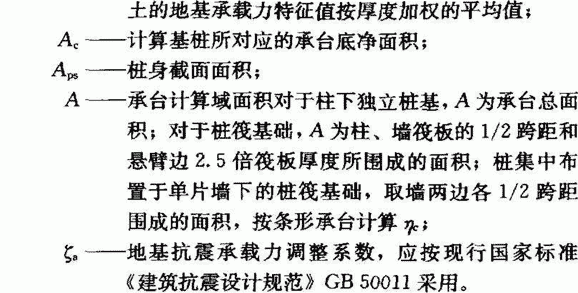 土的地基承载力特征值按厚度加权的平均值；
Ac——计算基桩所对应的承台底净面积；
Aps——桩身截面面积；
A——承台计算域面积对于柱下独立桩基，A 为承台总面
积；对于桩筏基础，A 为柱、墙筏板的 1/2 跨距和
悬臂边 2.5 倍筏板厚度所围成的面积；桩集中布
置于单片墙下的桩筏基础，取墙两边各 1/2 跨距
围成的面积，按条形承台计算 ηc；
ζa——地基抗震承载力调整系数，应按现行国家标准
《建筑抗震设计规范》GB 50011 采用。